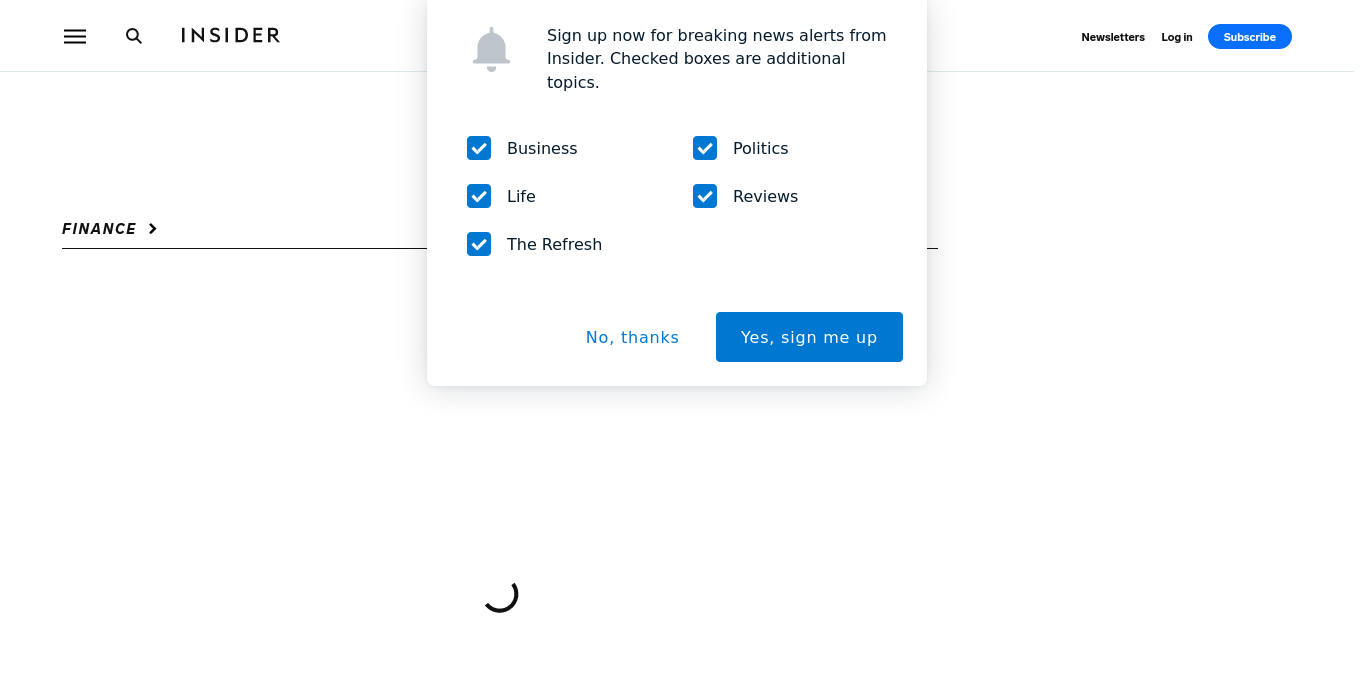 INSIDER
Newsletters
Log in
Subscribe
Sign up now for breaking news alerts from
Insider. Checked boxes are additional
topics.
Business
Politics
Life
Reviews
The Refresh
No, thanks
Yes, sign me up
FINANCE